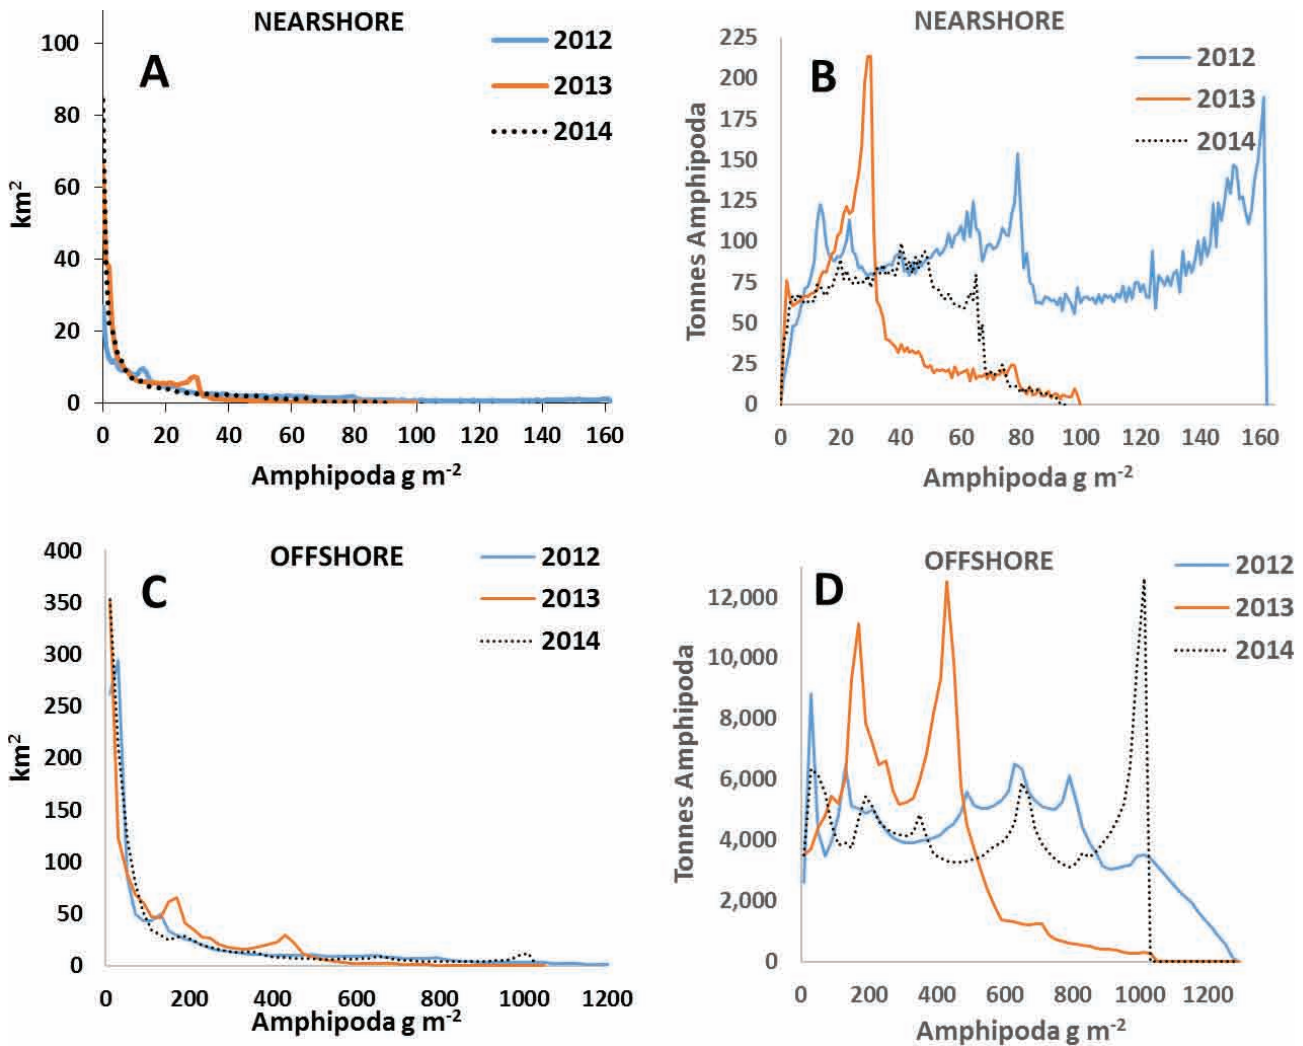 NEARSHORE
A
2012
2013
2014
km2
100
80
60
40
20
0
0 20 40 60 80 100 120 140 160
Amphipoda g m-2
NEARSHORE
B
2012
2013
2014
Tonnes Amphipoda
225
200
175
150
125
100
75
50
25
0
0 20 40 60 80 100 120 140 160
Amphipoda g m-2
OFFSHORE
C
2012
2013
2014
km2
400
350
300
250
200
150
100
50
0
0 200 400 600 800 1000 1200
Amphipoda g m-2
OFFSHORE
D
2012
2013
2014
Tonnes Amphipoda
12,000
10,000
8,000
6,000
4,000
2,000
0
0 200 400 600 800 1000 1200
Amphipoda g m-2